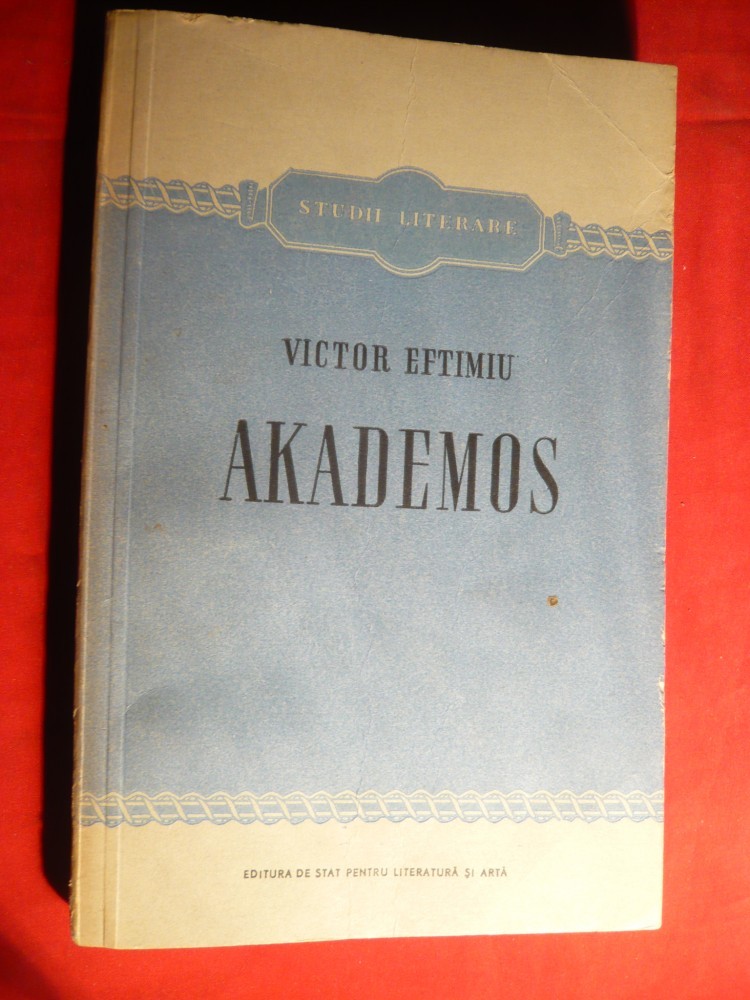 STUDII LITERARE
VICTOR EFTIMIU
AKADEMOS
EDITURA DE STAT PENTRU LITERATURĂ ȘI ARTĂ